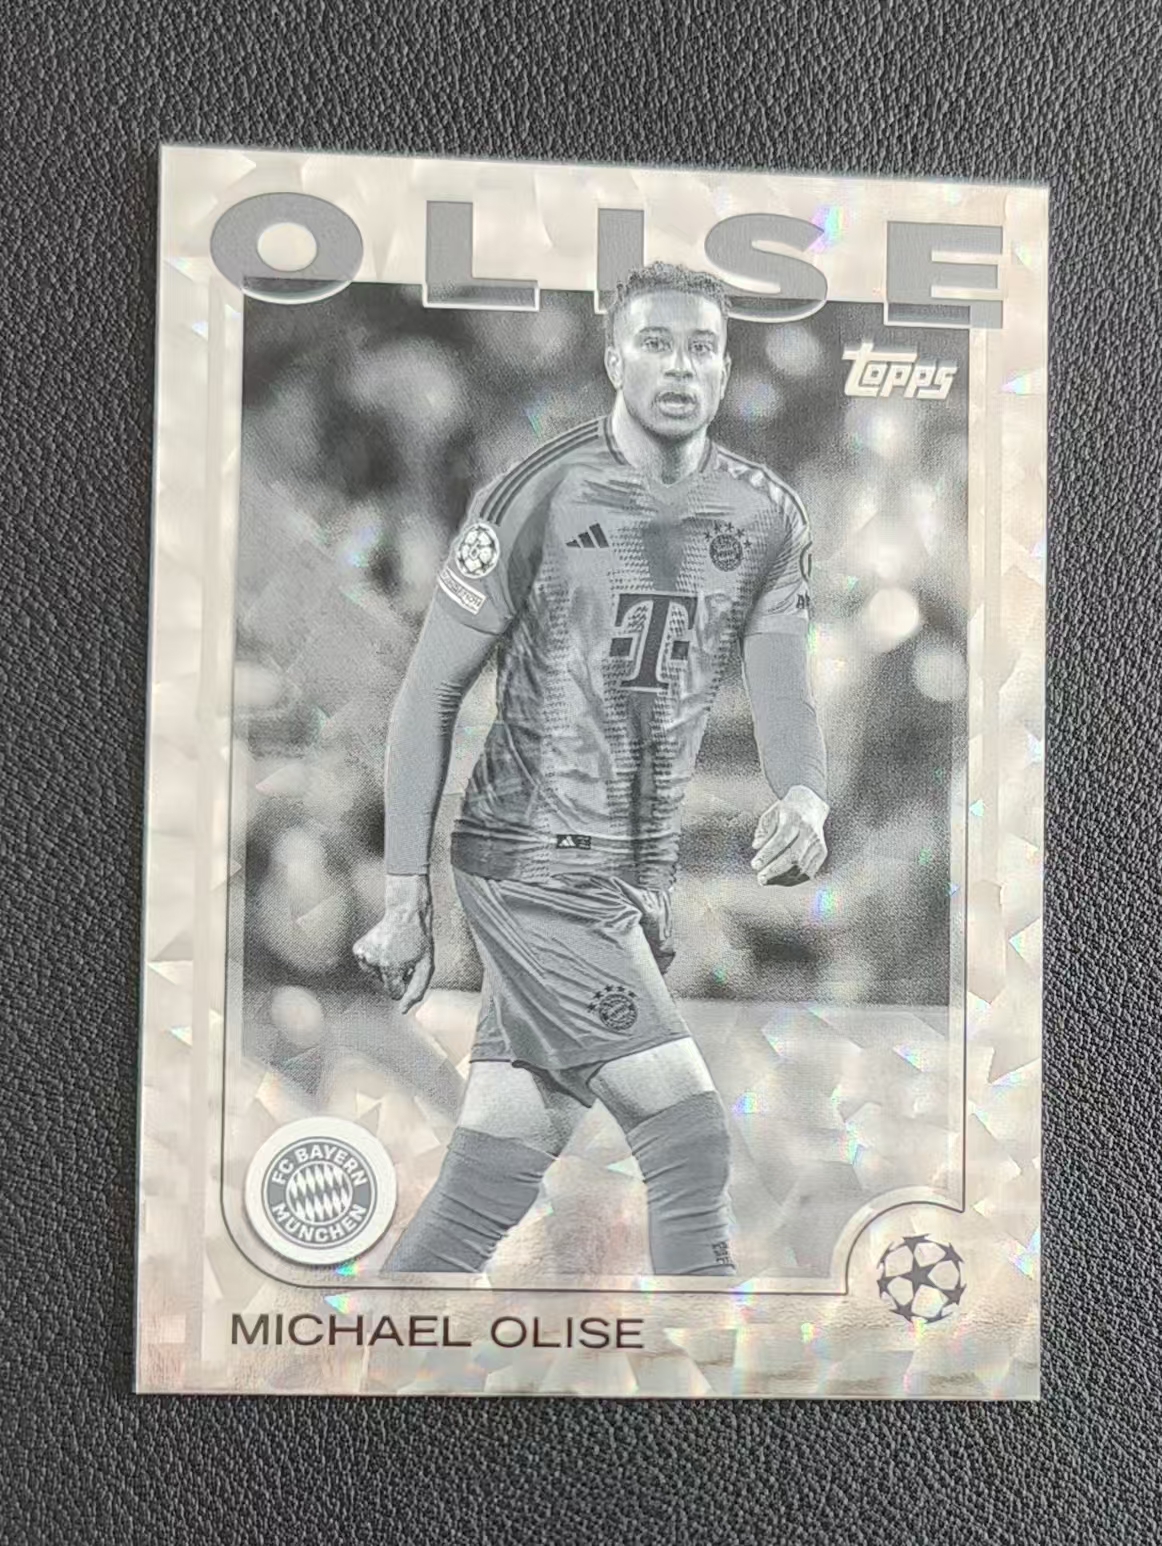 OLISE
Topps
T
FC BAYERN
MÜNCHEN
MICHAEL OLISE